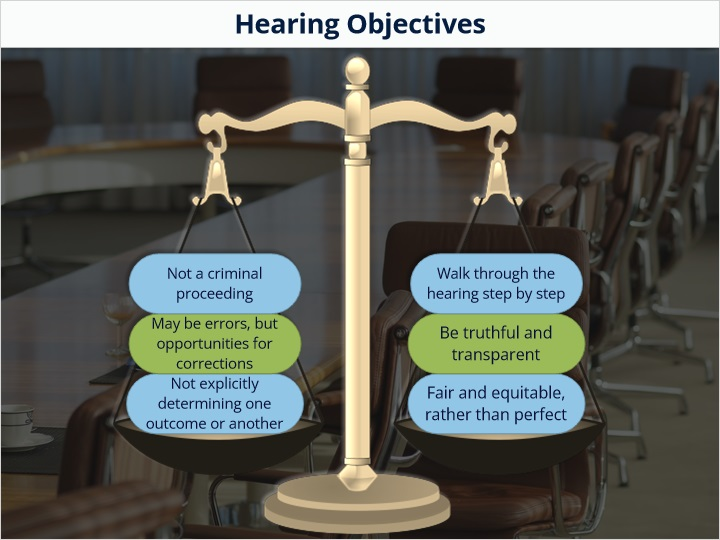 Hearing Objectives
Not a criminal
proceeding
May be errors, but
opportunities for
corrections
Not explicitly
determining one
outcome or another
Walk through the
hearing step by step
Be truthful and
transparent
Fair and equitable,
rather than perfect